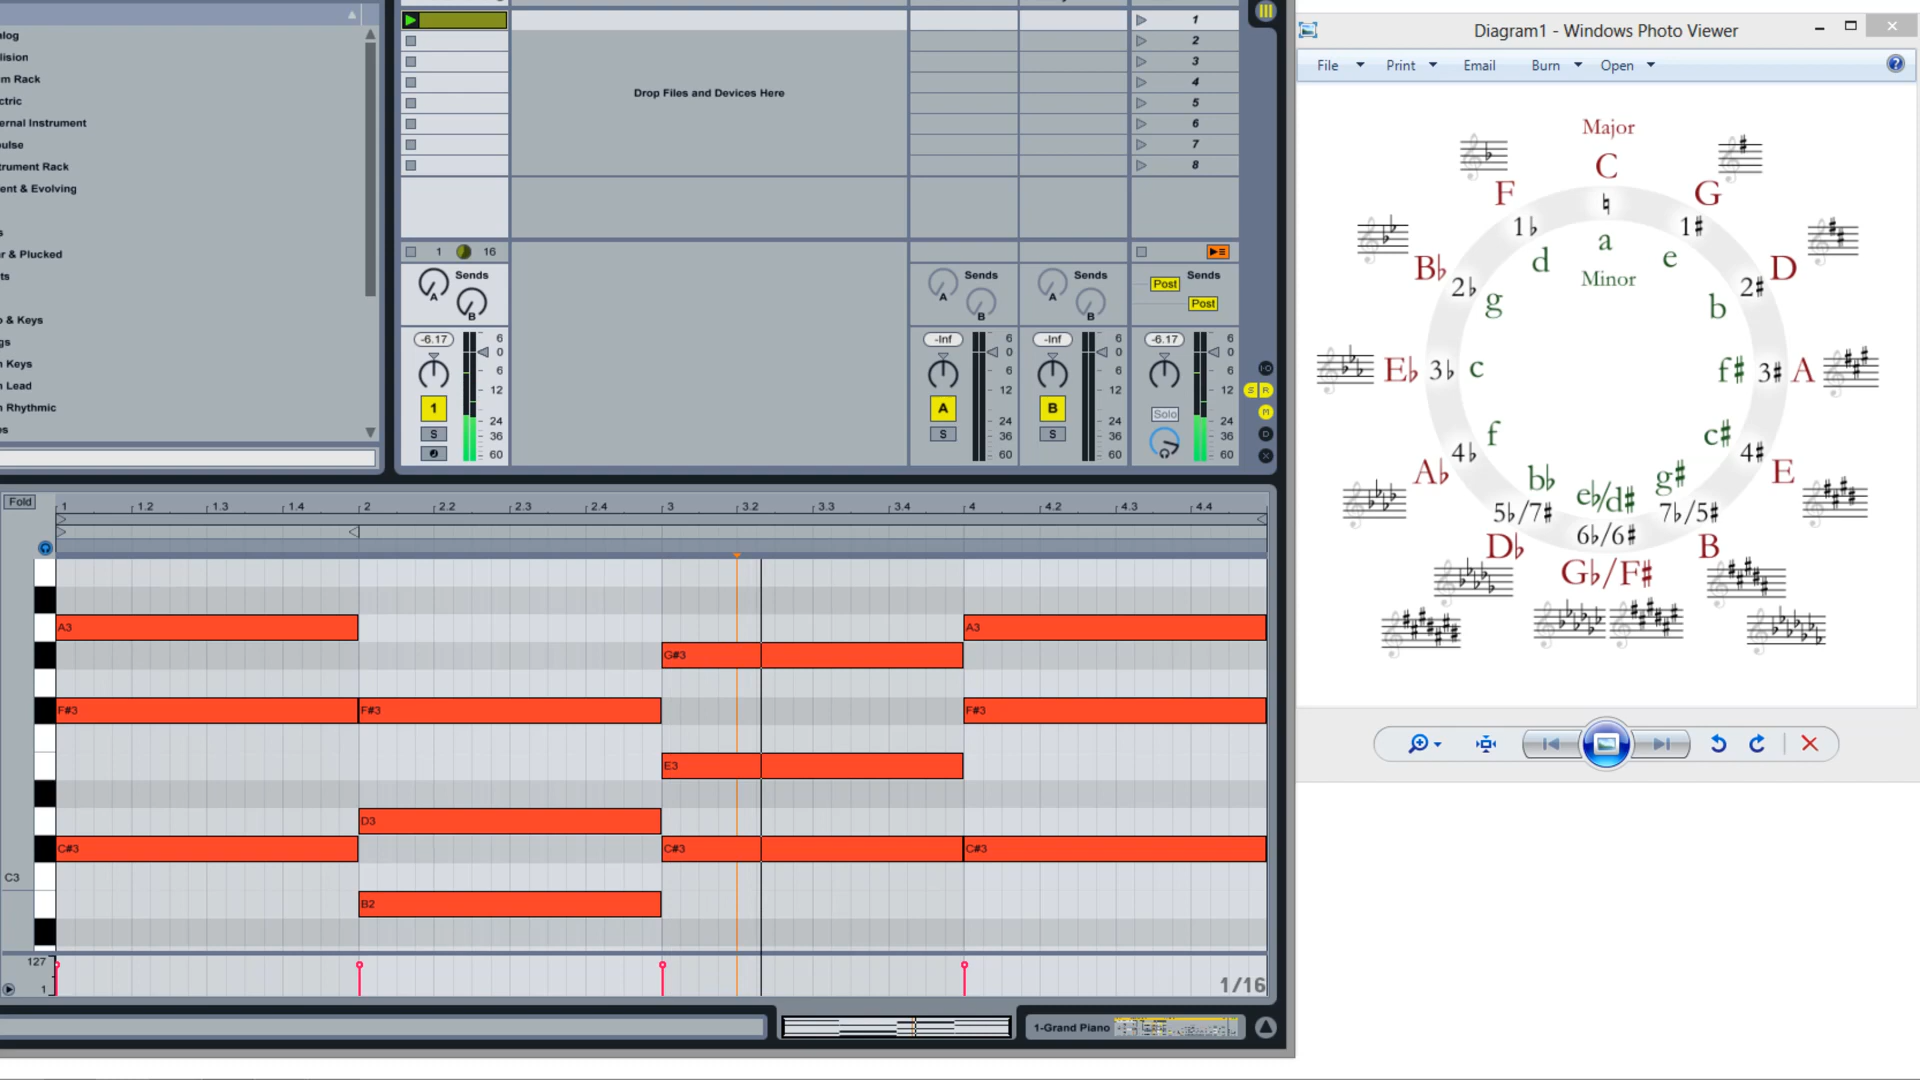 alog
lision
m Rack
ctric
ernal Instrument
pulse
trument Rack
ent & Evolving
s
r & Plucked
ts
o & Keys
gs
h Keys
h Lead
h Rhythmic
es
Drop Files and Devices Here
1
2
3
4
5
6
7
8
1 16
Sends
A
B
Sends
A
B
Sends
A
B
Sends
Post
Post
-6.17
6
0
6
12
24
36
60
1
S
-Inf
6
0
6
12
24
36
60
A
S
-Inf
6
0
6
12
24
36
60
B
S
-6.17
6
0
6
12
24
36
60
Solo
I-O
S R
M
D
X
Fold
1 1.2 1.3 1.4 2 2.2 2.3 2.4 3 3.2 3.3 3.4 4 4.2 4.3 4.4
A3 A3
G#3
F#3 F#3 F#3
E3
D3
C#3 C#3 C#3
C3
B2
127
1
1/16
1-Grand Piano
Diagram1 - Windows Photo Viewer
File Print Email Burn Open
Major
C
F G
♮
1♭ 1♯
a
d e
Minor
B♭ D
2♭ 2♯
g b
E♭ 3♭ c f♯ 3♯ A
f c♯
4♭ 4♯
A♭ E
b♭ e♭/d♯ g♯
5♭/7♯ 6♭/6♯ 7♭/5♯
D♭ B
G♭/F♯